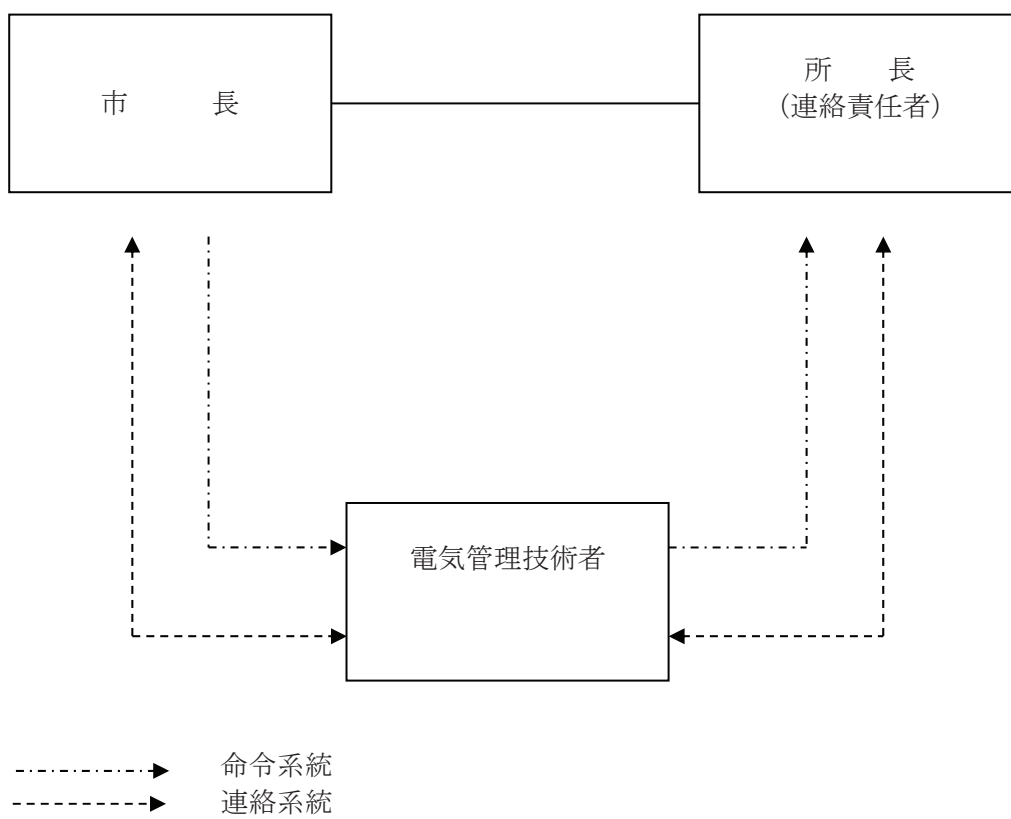 市　　　長
所　　長
（連絡責任者）
電気管理技術者
命令系統
連絡系統